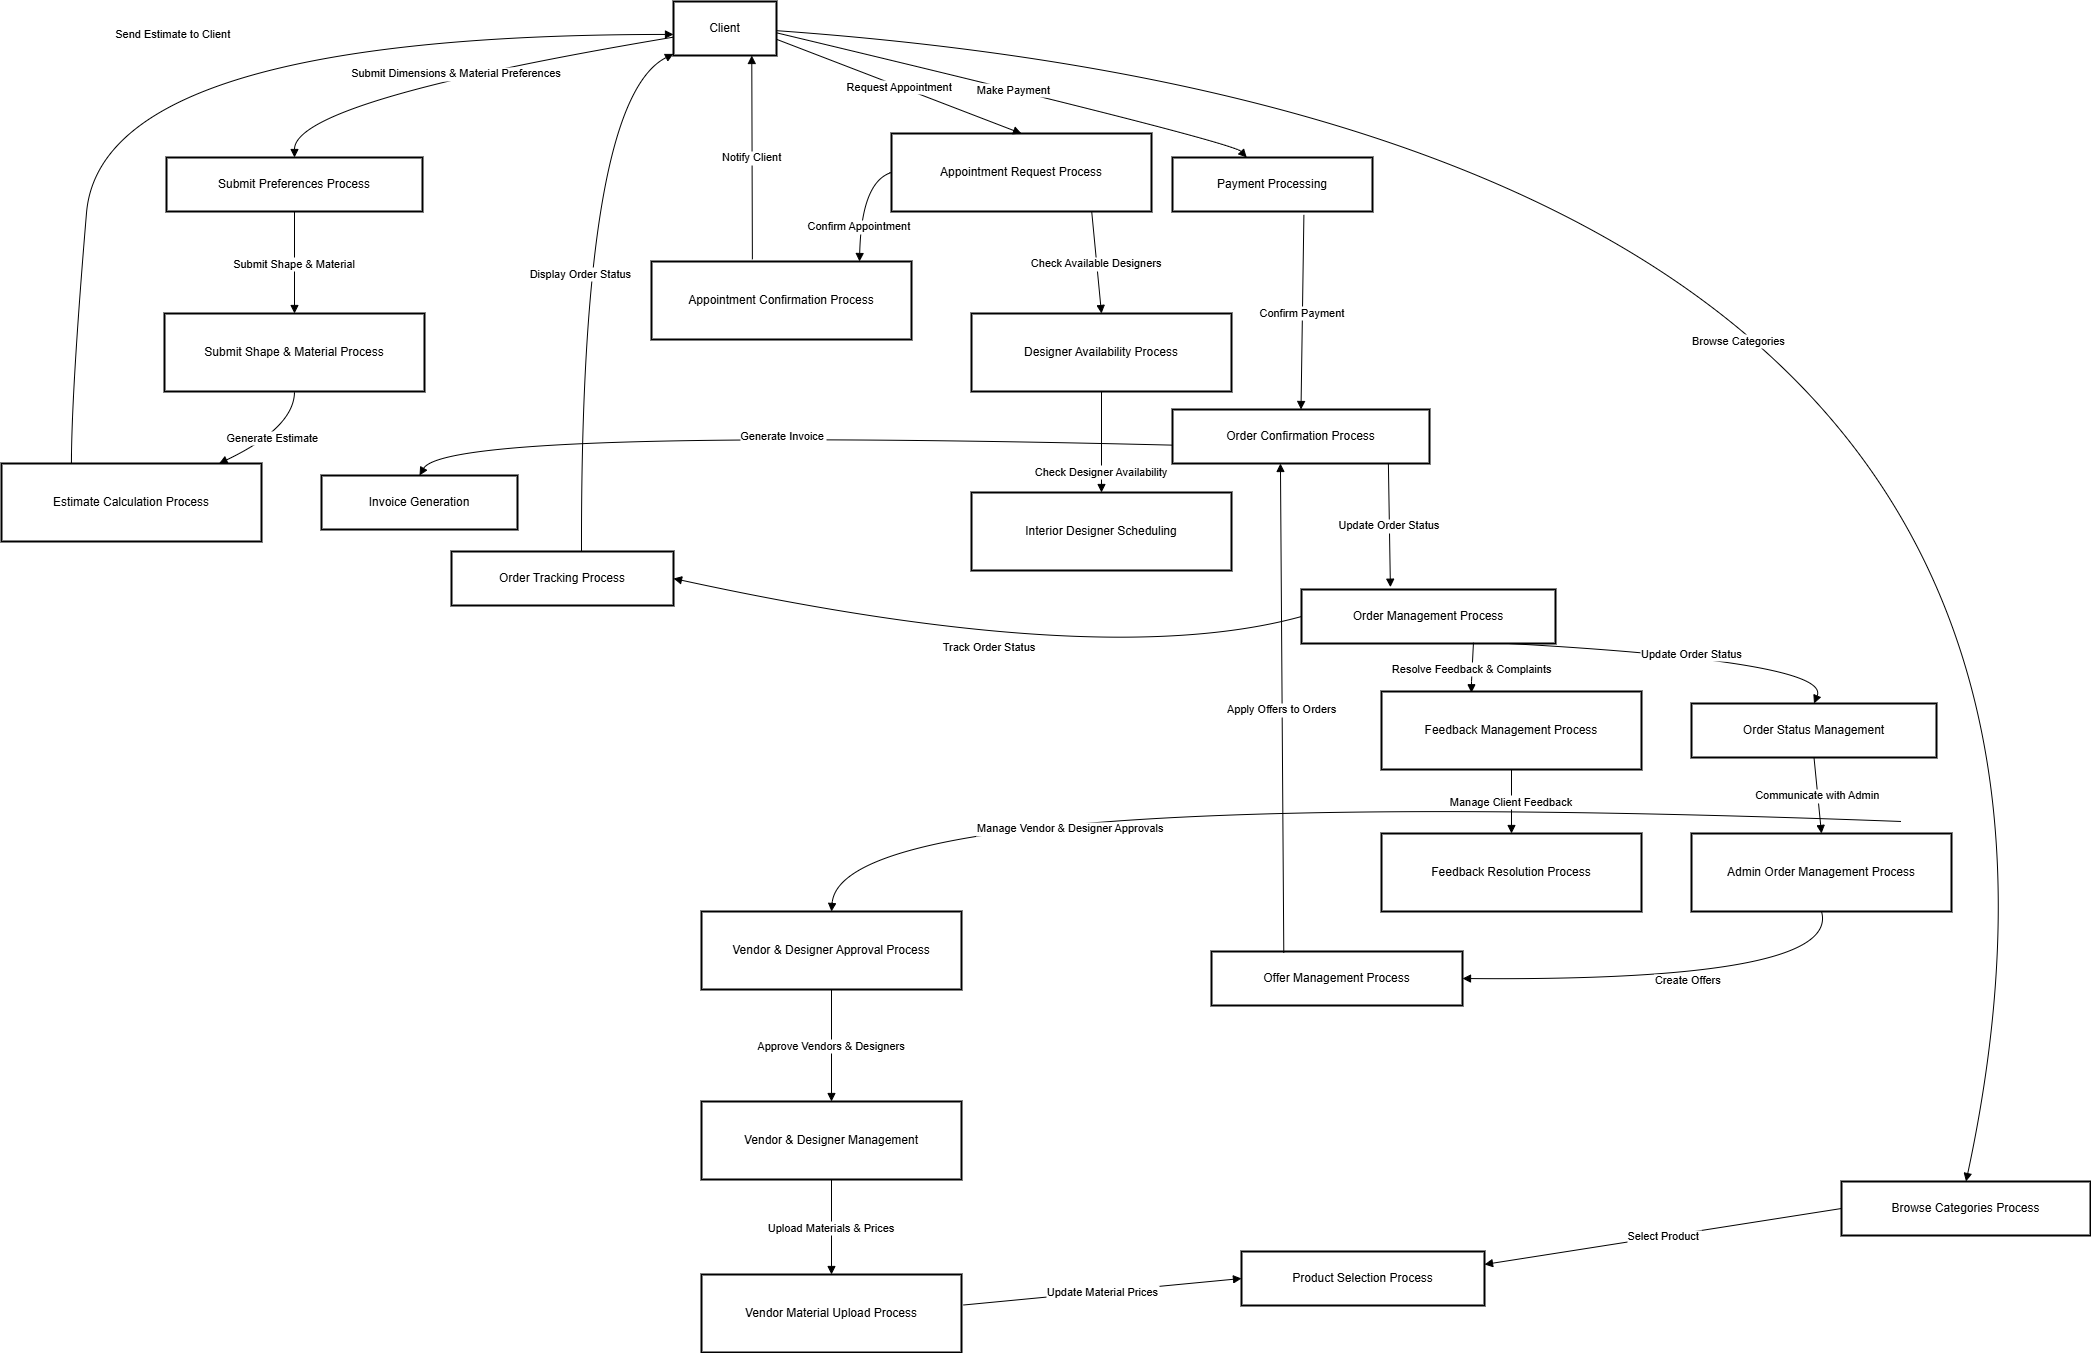 Client
Send Estimate to Client
Submit Dimensions & Material Preferences
Request Appointment
Make Payment
Notify Client
Appointment Request Process
Submit Preferences Process
Payment Processing
Confirm Appointment
Submit Shape & Material
Check Available Designers
Display Order Status
Appointment Confirmation Process
Confirm Payment
Browse Categories
Submit Shape & Material Process
Designer Availability Process
Generate Estimate
Generate Invoice
Order Confirmation Process
Check Designer Availability
Estimate Calculation Process
Invoice Generation
Update Order Status
Interior Designer Scheduling
Order Tracking Process
Order Management Process
Track Order Status
Update Order Status
Resolve Feedback & Complaints
Apply Offers to Orders
Feedback Management Process
Order Status Management
Communicate with Admin
Manage Client Feedback
Manage Vendor & Designer Approvals
Feedback Resolution Process
Admin Order Management Process
Vendor & Designer Approval Process
Offer Management Process
Create Offers
Approve Vendors & Designers
Vendor & Designer Management
Browse Categories Process
Upload Materials & Prices
Select Product
Product Selection Process
Update Material Prices
Vendor Material Upload Process